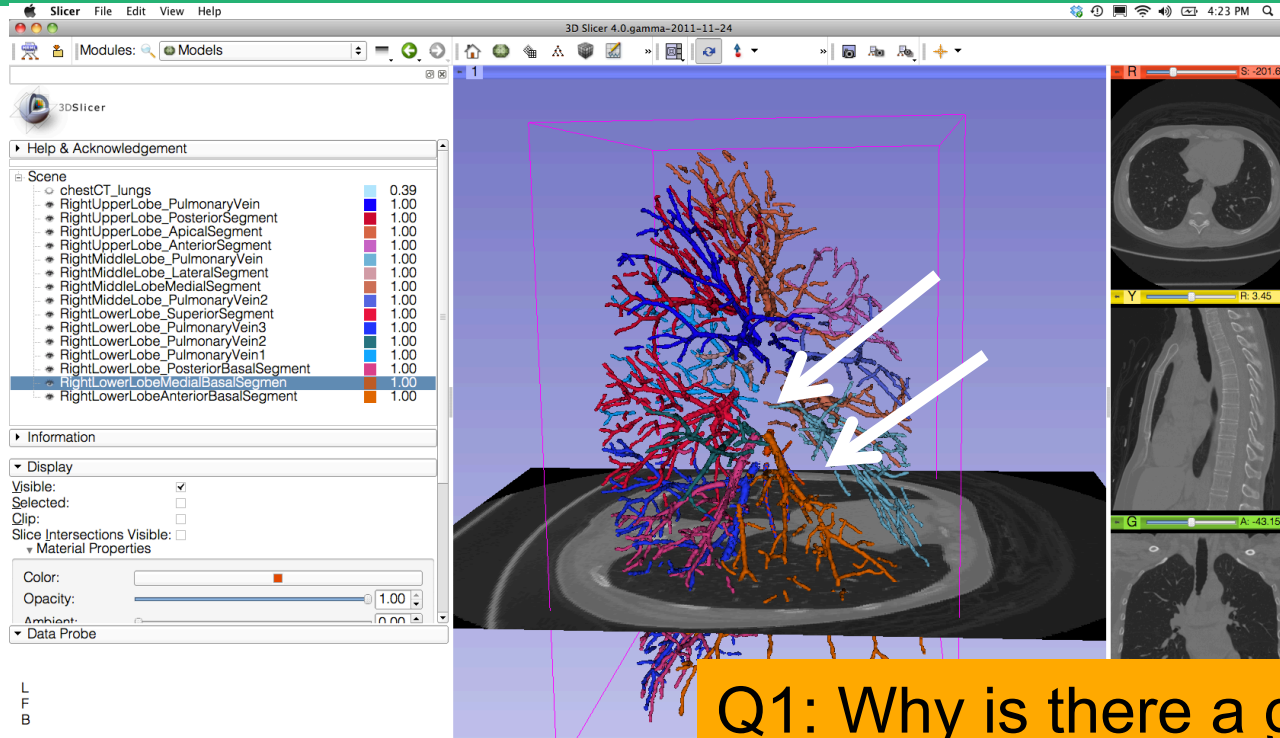 Slicer File Edit View Help 4:23 PM
3D Slicer 4.0.gamma-2011-11-24
Modules: Models
1
R S: -201.6
3DSlicer
Help & Acknowledgement
Scene
chestCT_lungs 0.39
RightUpperLobe_PulmonaryVein 1.00
RightUpperLobe_PosteriorSegment 1.00
RightUpperLobe_ApicalSegment 1.00
RightUpperLobe_AnteriorSegment 1.00
RightMiddleLobe_PulmonaryVein 1.00
RightMiddleLobe_LateralSegment 1.00
RightMiddleLobeMedialSegment 1.00
RightMiddeLobe_PulmonaryVein2 1.00
RightLowerLobe_SuperiorSegment 1.00
RightLowerLobe_PulmonaryVein3 1.00
RightLowerLobe_PulmonaryVein2 1.00
RightLowerLobe_PulmonaryVein1 1.00
RightLowerLobe_PosteriorBasalSegment 1.00
RightLowerLobeMedialBasalSegmen 1.00
RightLowerLobeAnteriorBasalSegment 1.00
Y R: 3.45
Information
Display
Visible:
Selected:
Clip:
Slice Intersections Visible:
Material Properties
G A: -43.15
Color:
Opacity: 1.00
Ambient: 0.00
Data Probe
L
F
B
Q1: Why is there a